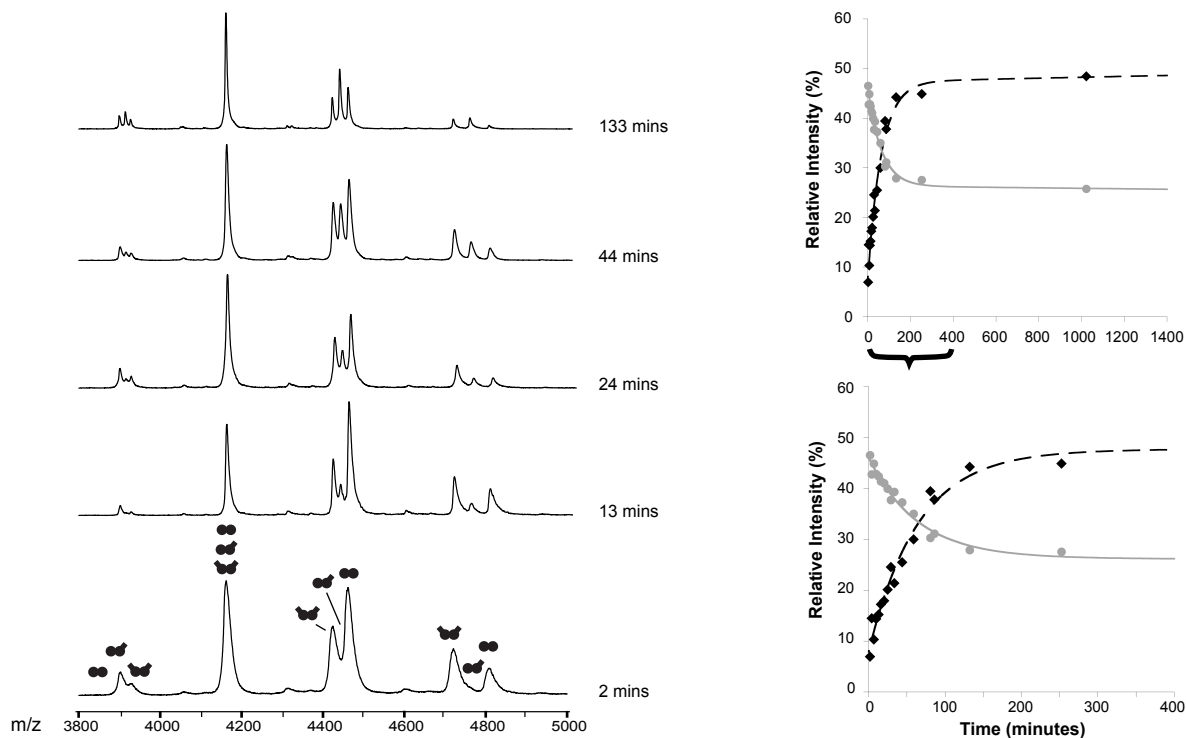 133 mins
44 mins
24 mins
13 mins
2 mins
m/z
3800 4000 4200 4400 4600 4800 5000
Relative Intensity (%)
60
50
40
30
20
10
0
0 200 400 600 800 1000 1200 1400
Relative Intensity (%)
60
50
40
30
20
10
0
0 100 200 300 400
Time (minutes)